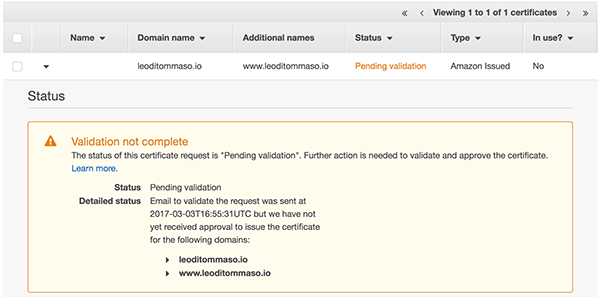 « ‹ Viewing 1 to 1 of 1 certificates › »
Name Domain name Additional names Status Type In use?
leoditommaso.io www.leoditommaso.io Pending validation Amazon Issued No
Status
Validation not complete
The status of this certificate request is "Pending validation". Further action is needed to validate and approve the certificate.
Learn more.
Status Pending validation
Detailed status Email to validate the request was sent at
2017-03-03T16:55:31UTC but we have not
yet received approval to issue the certificate
for the following domains:
leoditommaso.io
www.leoditommaso.io